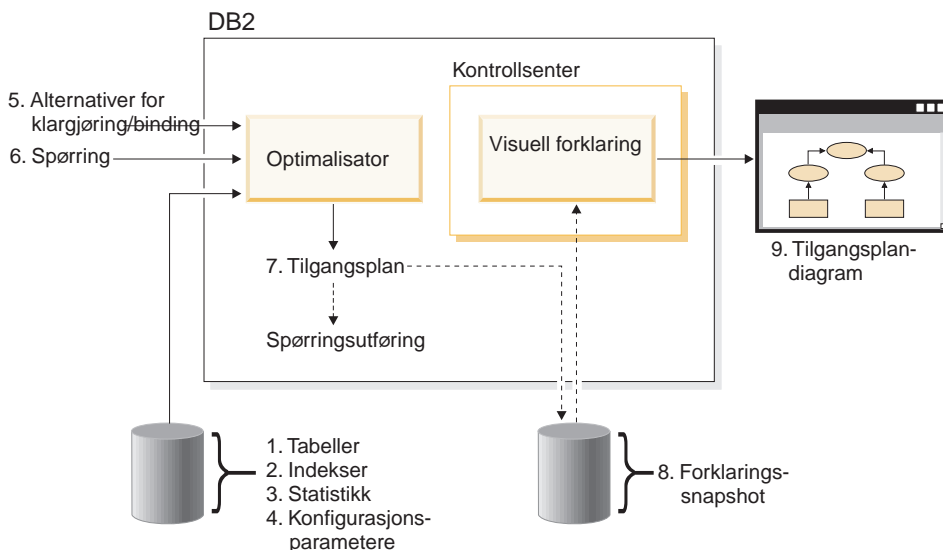 DB2
Kontrollsenter
5. Alternativer for
klargjøring/binding
6. Spørring
Optimalisator
Visuell forklaring
7. Tilgangsplan
Spørringsutføring
9. Tilgangsplan-
diagram
1. Tabeller
2. Indekser
3. Statistikk
4. Konfigurasjons-
parametere
8. Forklarings-
snapshot